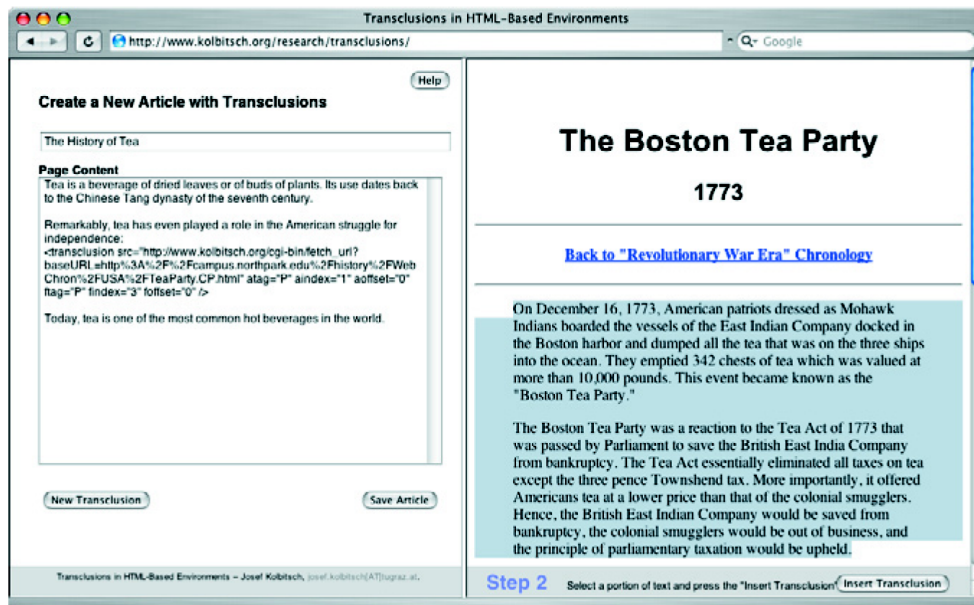 Transclusions in HTML-Based Environments
http://www.kolbitsch.org/research/transclusions/
Google
Help
Create a New Article with Transclusions
The History of Tea
Page Content
Tea is a beverage of dried leaves or of buds of plants. Its use dates back
to the Chinese Tang dynasty of the seventh century.
Remarkably, tea has even played a role in the American struggle for
independence:
<transclusion src="http://www.kolbitsch.org/cgi-bin/fetch_url?
baseURL=http%3A%2F%2Fcampus.northpark.edu%2Fhistory%2FWeb
Chron%2FUSA%2FTeaParty.CP.html" atag="P" aindex="1" aoffset="0"
ftag="P" findex="3" foffset="0" />
Today, tea is one of the most common hot beverages in the world.
New Transclusion
Save Article
Transclusions in HTML-Based Environments – Josef Kolbitsch, josef.kolbitsch[AT]tugraz.at.
The Boston Tea Party
1773
Back to "Revolutionary War Era" Chronology
On December 16, 1773, American patriots dressed as Mohawk
Indians boarded the vessels of the East Indian Company docked in
the Boston harbor and dumped all the tea that was on the three ships
into the ocean. They emptied 342 chests of tea which was valued at
more than 10,000 pounds. This event became known as the
"Boston Tea Party."
The Boston Tea Party was a reaction to the Tea Act of 1773 that
was passed by Parliament to save the British East India Company
from bankruptcy. The Tea Act essentially eliminated all taxes on tea
except the three pence Townshend tax. More importantly, it offered
Americans tea at a lower price than that of the colonial smugglers.
Hence, the British East Indian Company would be saved from
bankruptcy, the colonial smugglers would be out of business, and
the principle of parliamentary taxation would be upheld.
Step 2 Select a portion of text and press the "Insert Transclusion" Insert Transclusion